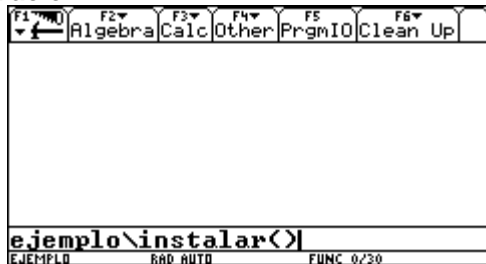 F1 F2 F3 F4 F5 F6
Algebra Calc Other PrgmIO Clean Up
ejemplo\instalar()
EJEMPLO RAD AUTO FUNC 0/30